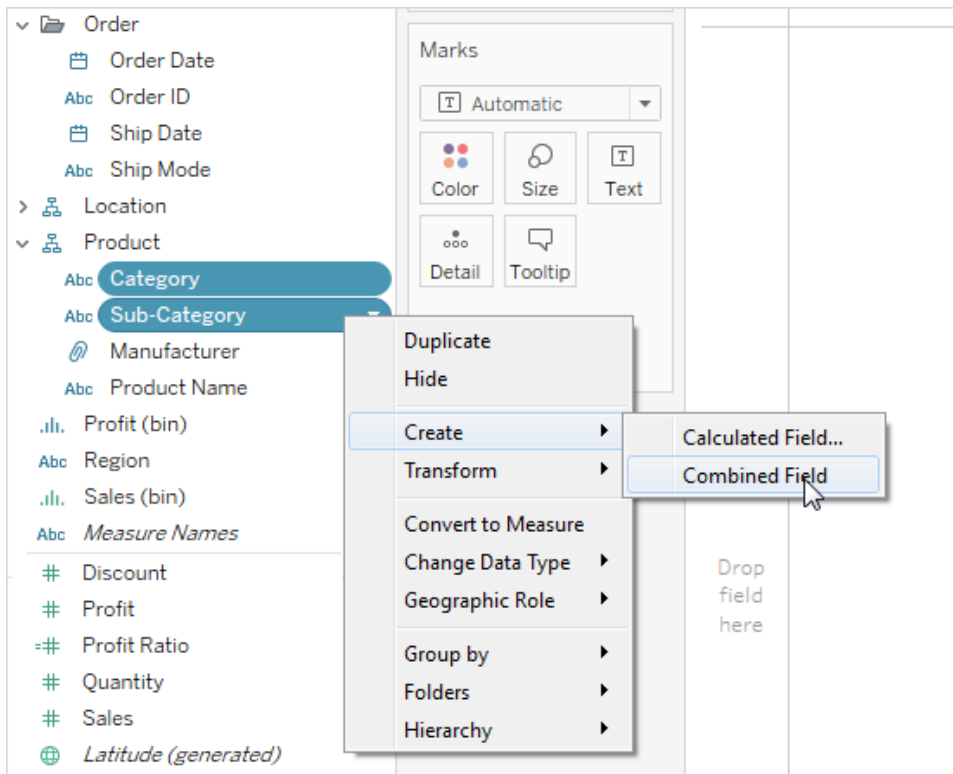 Order
Order Date
Abc Order ID
Ship Date
Abc Ship Mode
Location
Product
Abc Category
Abc Sub-Category
Manufacturer
Abc Product Name
Profit (bin)
Abc Region
Sales (bin)
Abc Measure Names
# Discount
# Profit
=# Profit Ratio
# Quantity
# Sales
Latitude (generated)
Marks
T Automatic
Color
Size
T
Text
Detail
Tooltip
Duplicate
Hide
Create
Transform
Convert to Measure
Change Data Type
Geographic Role
Group by
Folders
Hierarchy
Calculated Field...
Combined Field
Drop
field
here